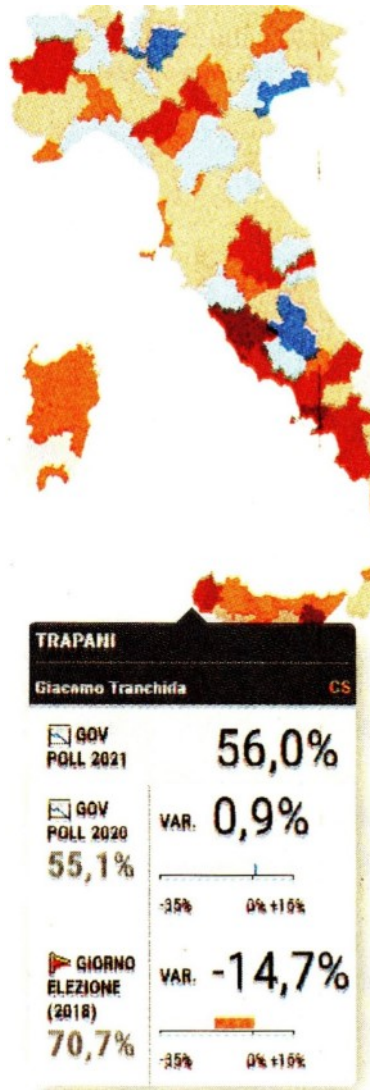 TRAPANI
Giacomo Tranchida CS
GOV
POLL 2021
56,0%
GOV
POLL 2020
55,1%
VAR. 0,9%
-35% 0% +15%
GIORNO
ELEZIONE
(2018)
70,7%
VAR. -14,7%
-35% 0% +15%